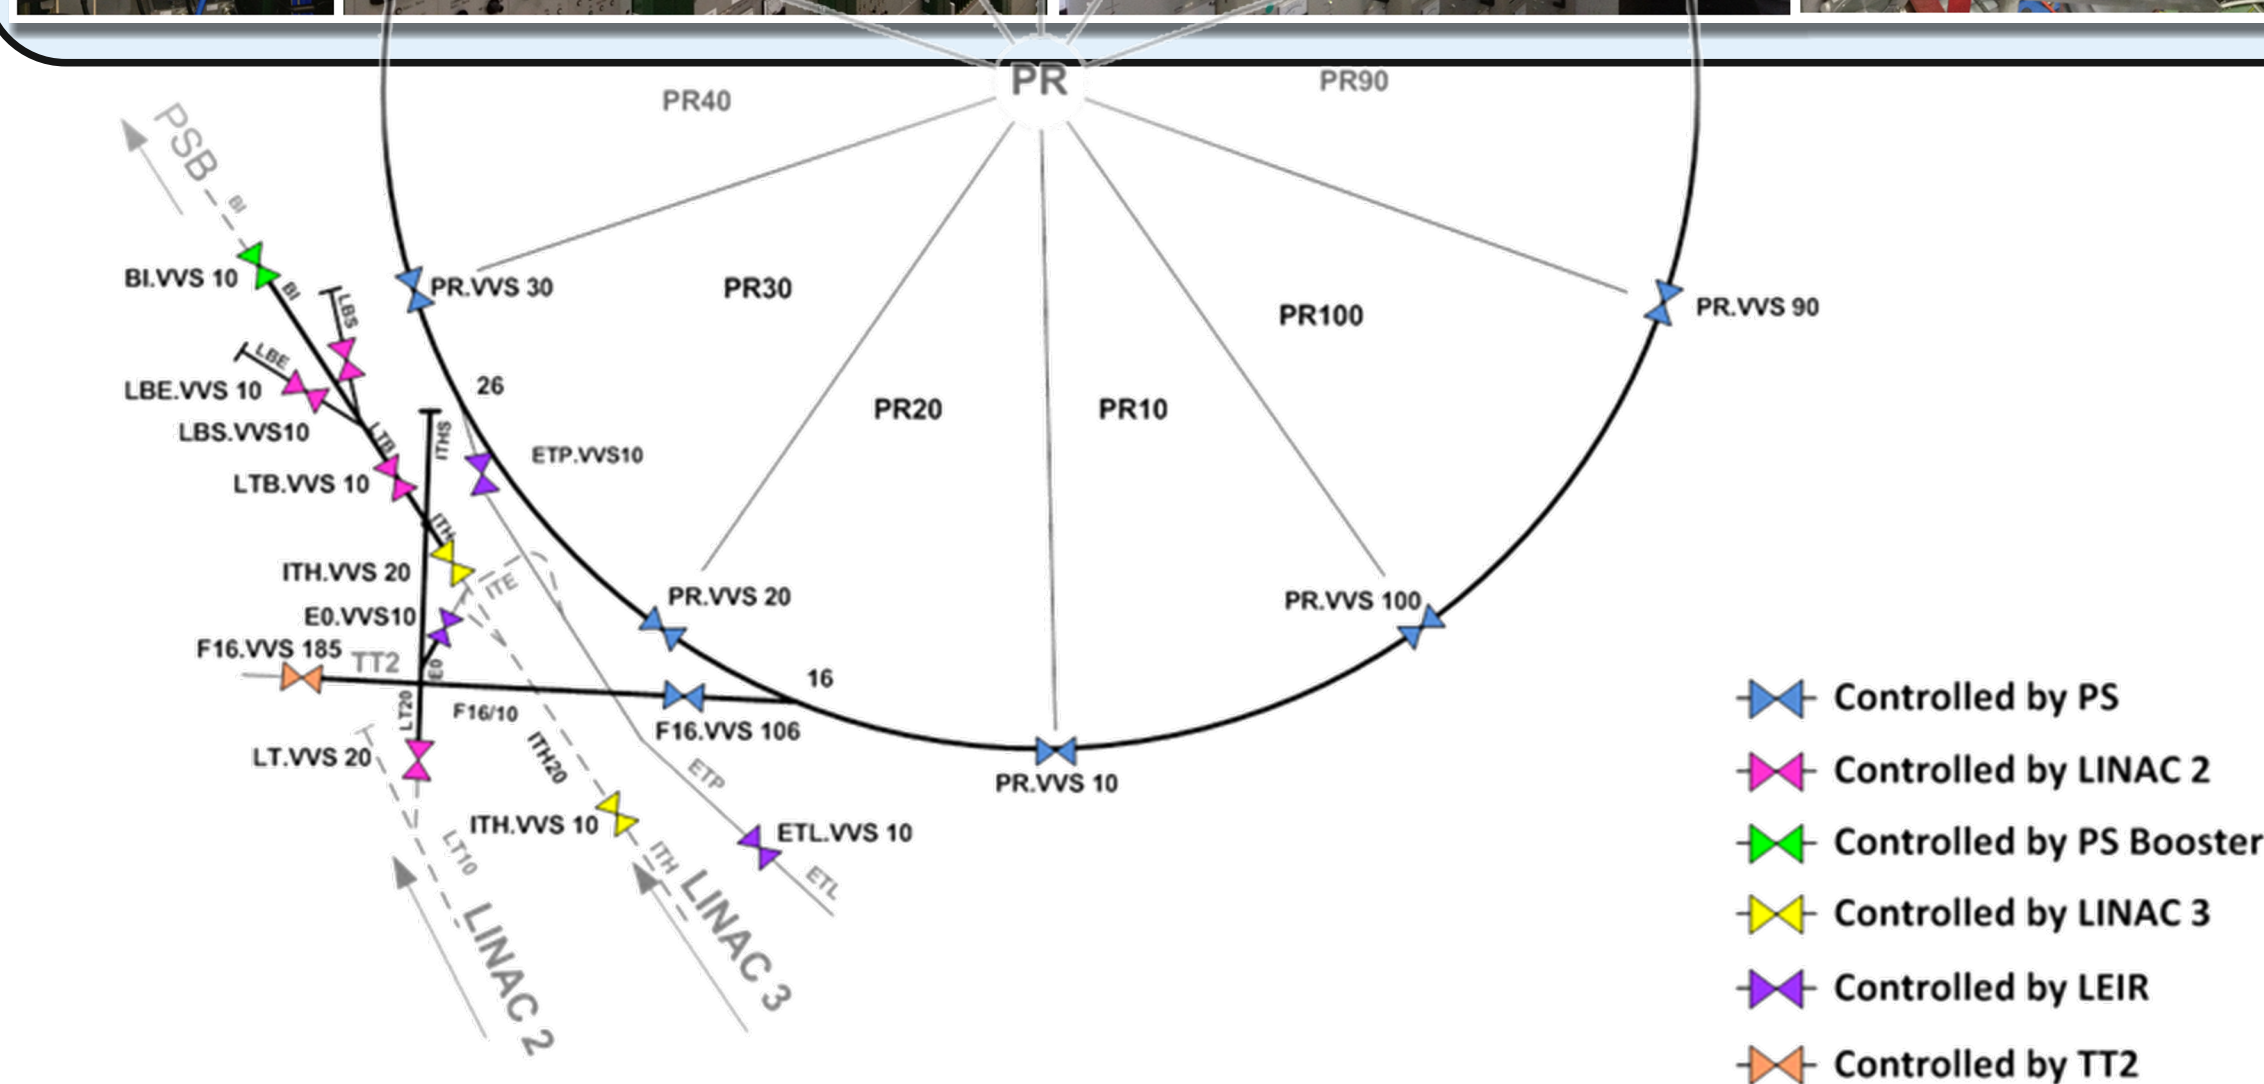 PR
PR40
PR90
PSB
BI
BI.VVS 10
BI
LBS
PR.VVS 30
PR30
PR100
PR.VVS 90
LBE
LBE.VVS 10
26
LBS.VVS10
LTB
ITHS
PR20
PR10
ETP.VVS10
LTB.VVS 10
ITH
ITH.VVS 20
ITE
E0.VVS10
PR.VVS 20
PR.VVS 100
F16.VVS 185
TT2
E0
16
LT20
F16/10
F16.VVS 106
LT.VVS 20
ITH20
ETP
PR.VVS 10
ITH.VVS 10
ETL.VVS 10
LT10
ITH
ETL
LINAC 2
LINAC 3
Controlled by PS
Controlled by LINAC 2
Controlled by PS Booster
Controlled by LINAC 3
Controlled by LEIR
Controlled by TT2